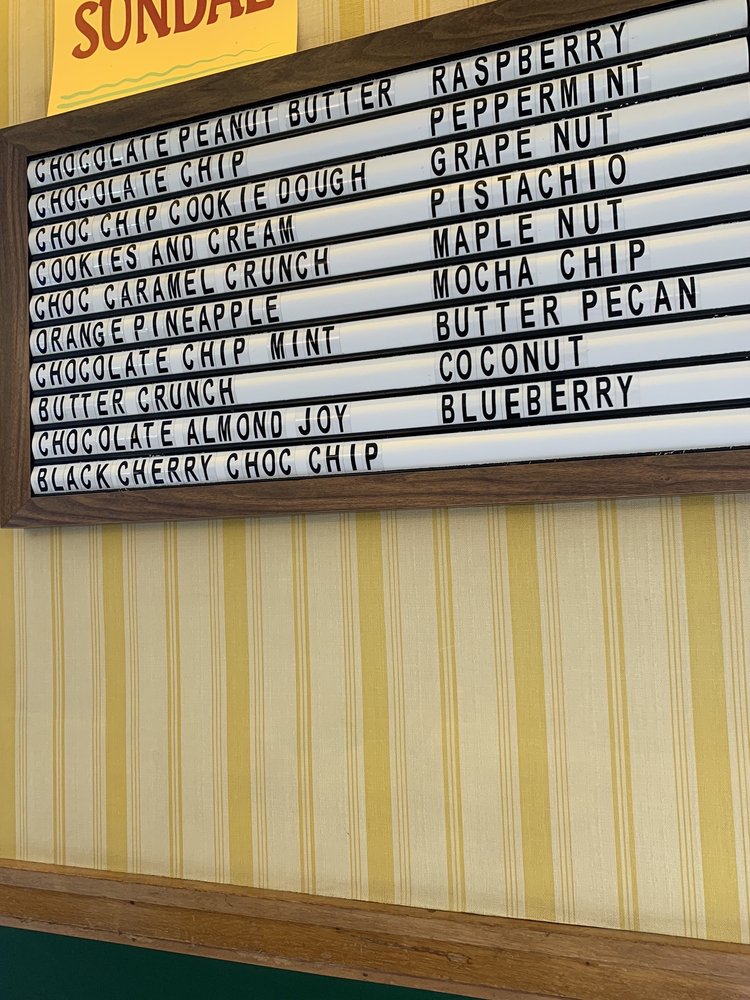 SUNDAE
CHOCOLATE PEANUT BUTTER
CHOCOLATE CHIP
CHOC CHIP COOKIE DOUGH
COOKIES AND CREAM
CHOC CARAMEL CRUNCH
ORANGE PINEAPPLE
CHOCOLATE CHIP MINT
BUTTER CRUNCH
CHOCOLATE ALMOND JOY
BLACK CHERRY CHOC CHIP
RASPBERRY
PEPPERMINT
GRAPE NUT
PISTACHIO
MAPLE NUT
MOCHA CHIP
BUTTER PECAN
COCONUT
BLUEBERRY